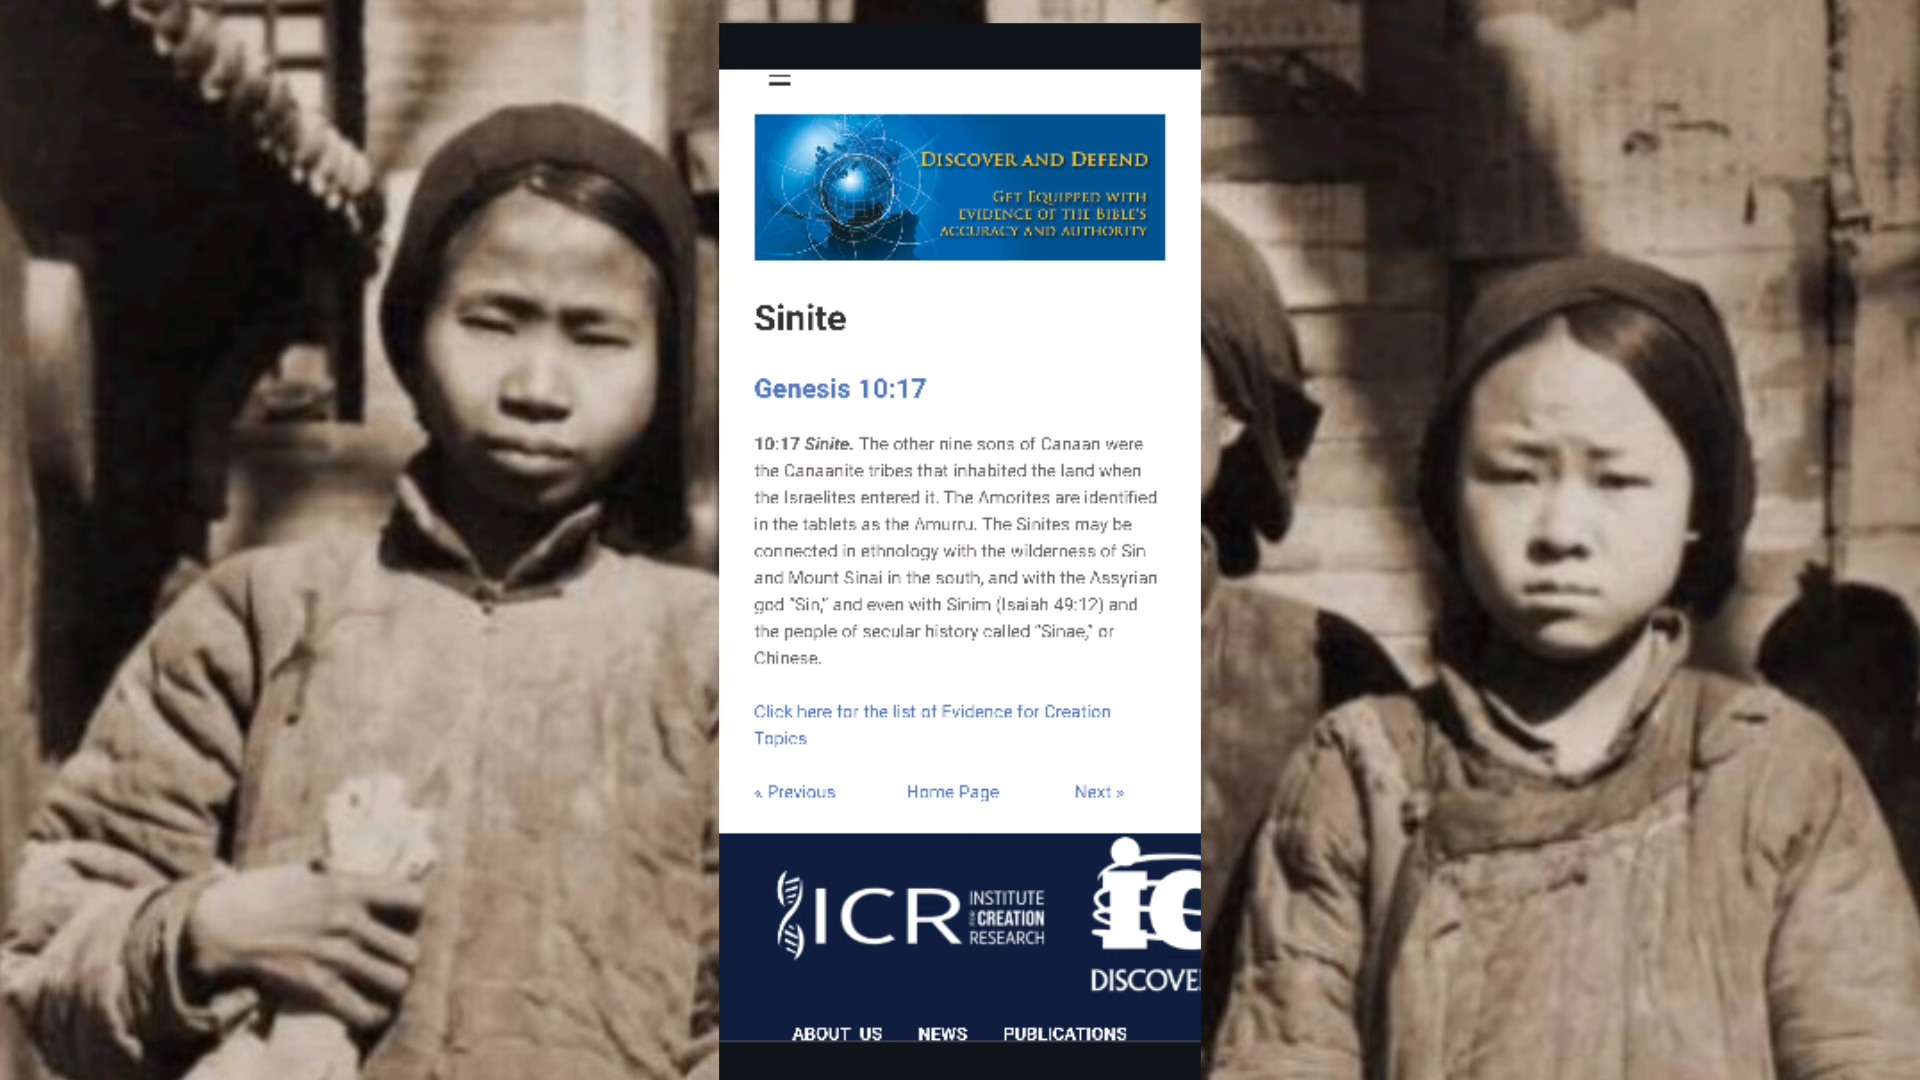 DISCOVER AND DEFEND
GET EQUIPPED WITH
EVIDENCE OF THE BIBLE'S
ACCURACY AND AUTHORITY
Sinite
Genesis 10:17
10:17 Sinite. The other nine sons of Canaan were
the Canaanite tribes that inhabited the land when
the Israelites entered it. The Amorites are identified
in the tablets as the Amurru. The Sinites may be
connected in ethnology with the wilderness of Sin
and Mount Sinai in the south, and with the Assyrian
god “Sin,” and even with Sinim (Isaiah 49:12) and
the people of secular history called “Sinae,” or
Chinese.
Click here for the list of Evidence for Creation
Topics
« Previous Home Page Next »
ICR INSTITUTE
FOR CREATION
RESEARCH
DISCOVE
ABOUT US NEWS PUBLICATIONS